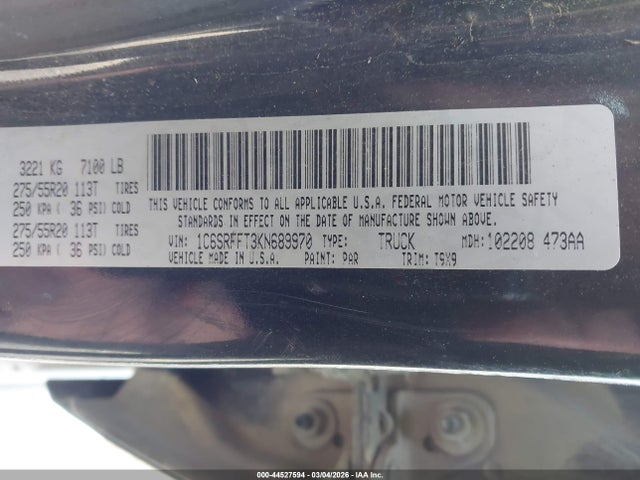 3221 KG 7100 LB
275/55R20 113T TIRES
250 KPA ( 36 PSI) COLD
275/55R20 113T TIRES
250 KPA ( 36 PSI) COLD
THIS VEHICLE CONFORMS TO ALL APPLICABLE U.S.A. FEDERAL MOTOR VEHICLE SAFETY
STANDARDS IN EFFECT ON THE DATE OF MANUFACTURE SHOWN ABOVE.
VIN: 1C6SRFFT3KN689970 TYPE: TRUCK MDH: 102208 473AA
VEHICLE MADE IN U.S.A. PAINT: PAR TRIM: T9X9
000-44527594 - 03/04/2026 - IAA Inc.